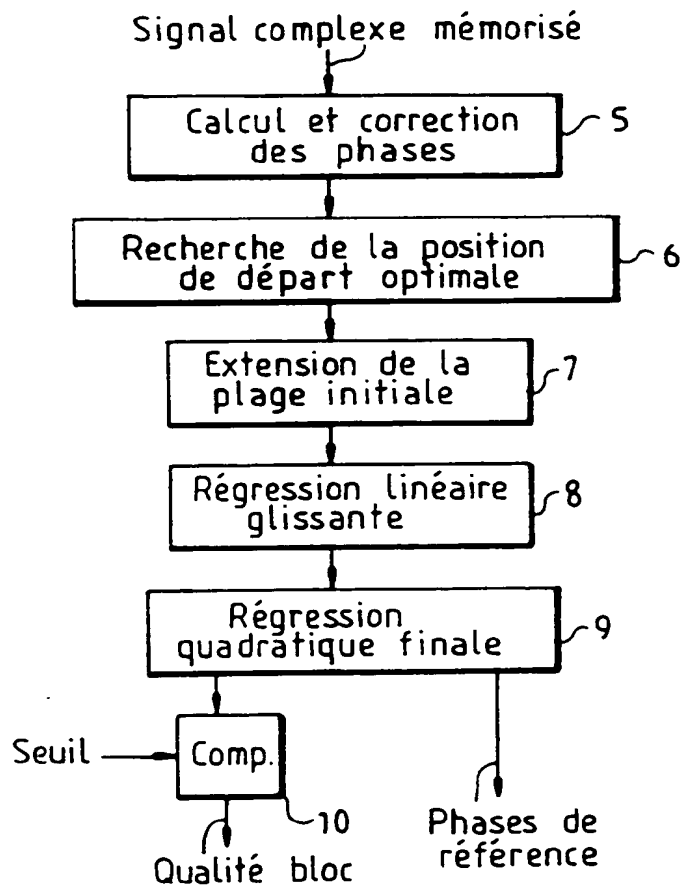 Signal complexe mémorisé
Calcul et correction
des phases
5
Recherche de la position
de départ optimale
6
Extension de la
plage initiale
7
Régression linéaire
glissante
8
Régression
quadratique finale
9
Seuil
Comp.
10
Qualité bloc
Phases de
référence